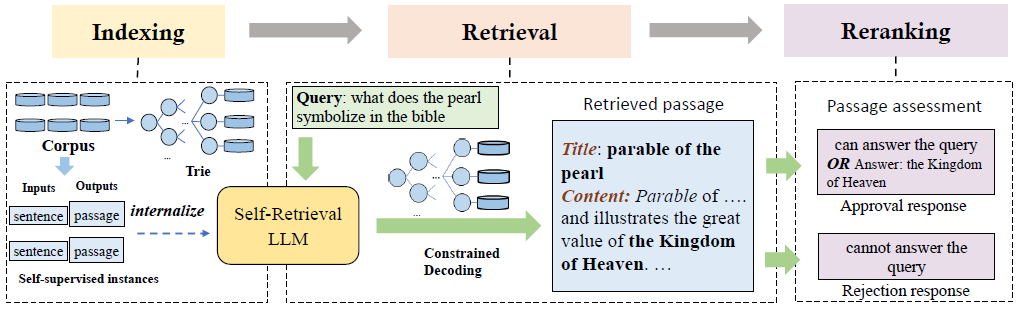 Indexing
Retrieval
Reranking
Corpus
...
...
Trie
Inputs
Outputs
sentence
passage
internalize
sentence
passage
Self-supervised instances
Self-Retrieval
LLM
Query: what does the pearl
symbolize in the bible
...
...
Constrained
Decoding
Retrieved passage
Title: parable of the
pearl
Content: Parable of ....
and illustrates the great
value of the Kingdom
of Heaven. ...
Passage assessment
can answer the query
OR Answer: the Kingdom
of Heaven
Approval response
cannot answer the
query
Rejection response